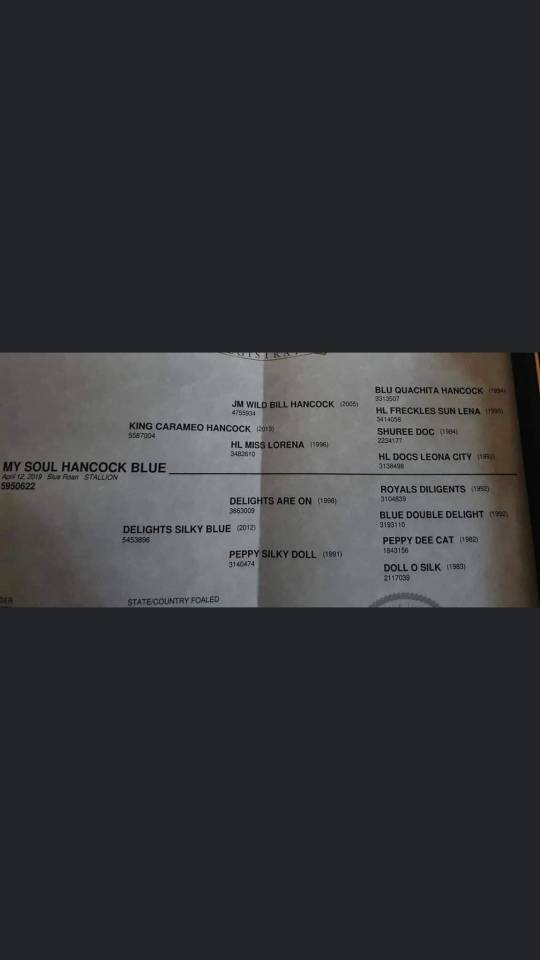 BLU QUACHITA HANCOCK (1994)
3313507
JM WILD BILL HANCOCK (2005)
4755934
HL FRECKLES SUN LENA (1995)
3414058
KING CARAMEO HANCOCK (2013)
5587004
SHUREE DOC (1984)
2234177
HL MISS LORENA (1996)
3482610
HL DOCS LEONA CITY (1992)
3138498
MY SOUL HANCOCK BLUE
April 12, 2019 Blue Roan STALLION
5950622
ROYALS DILIGENTS (1992)
3104839
DELIGHTS ARE ON (1996)
3663009
BLUE DOUBLE DELIGHT (1992)
3193110
DELIGHTS SILKY BLUE (2012)
5453896
PEPPY DEE CAT (1982)
1843156
PEPPY SILKY DOLL (1991)
3140474
DOLL O SILK (1983)
2117039
STATE/COUNTRY FOALED